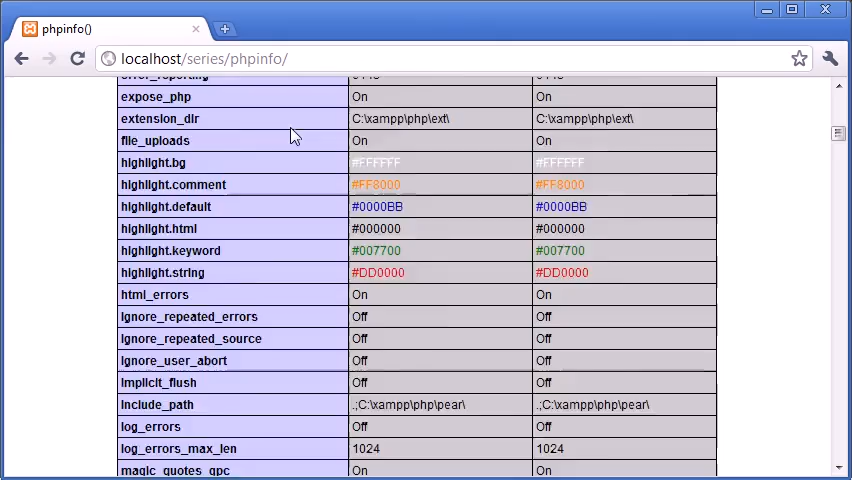 phpinfo()
localhost/series/phpinfo/
error_reporting
expose_php On On
extension_dir C:\xampp\php\ext\ C:\xampp\php\ext\
file_uploads On On
highlight.bg #FFFFFF #FFFFFF
highlight.comment #FF8000 #FF8000
highlight.default #0000BB #0000BB
highlight.html #000000 #000000
highlight.keyword #007700 #007700
highlight.string #DD0000 #DD0000
html_errors On On
ignore_repeated_errors Off Off
ignore_repeated_source Off Off
ignore_user_abort Off Off
implicit_flush Off Off
include_path .;C:\xampp\php\pear\ .;C:\xampp\php\pear\
log_errors Off Off
log_errors_max_len 1024 1024
magic_quotes_gpc On On